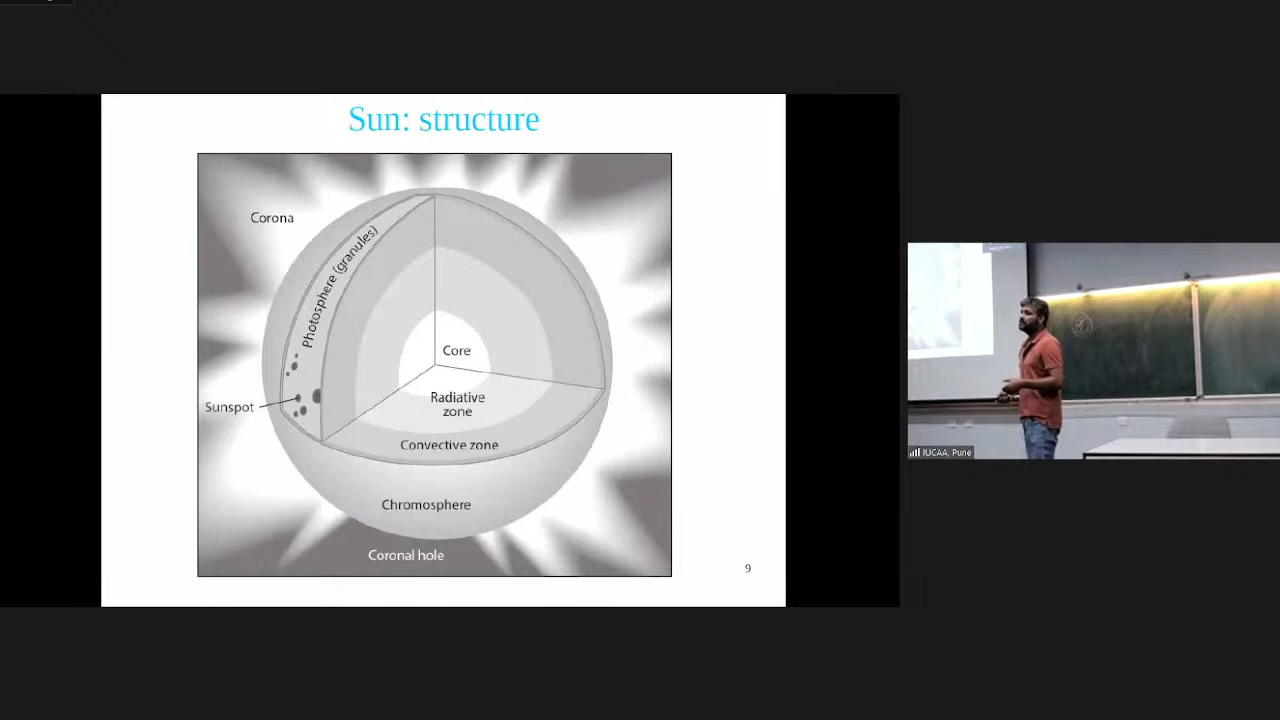 Sun: structure
Corona
Photosphere (granules)
Core
Sunspot
Radiative
zone
Convective zone
Chromosphere
Coronal hole
9
IUCAA, Pune